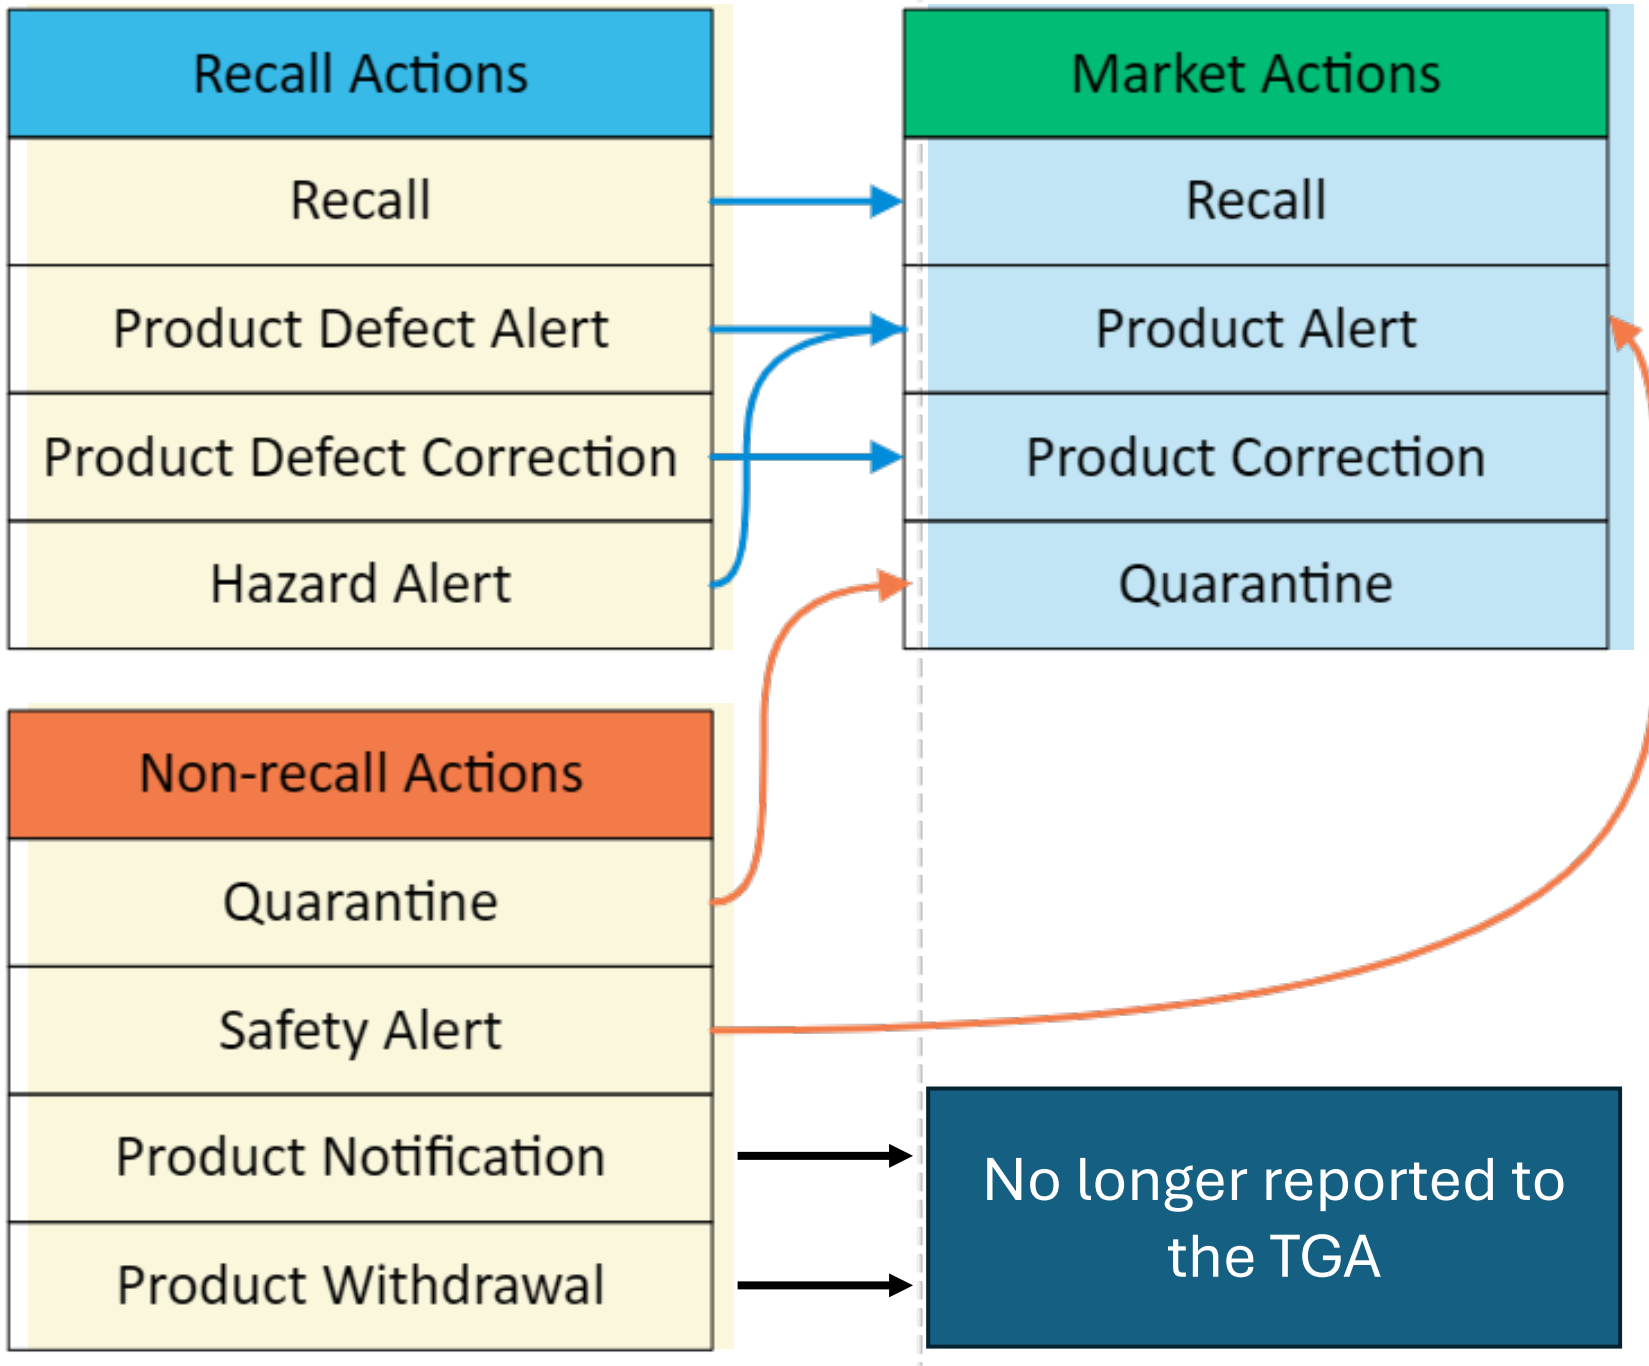 Recall Actions
Recall
Product Defect Alert
Product Defect Correction
Hazard Alert
Market Actions
Recall
Product Alert
Product Correction
Quarantine
Non-recall Actions
Quarantine
Safety Alert
Product Notification
Product Withdrawal
No longer reported to
the TGA